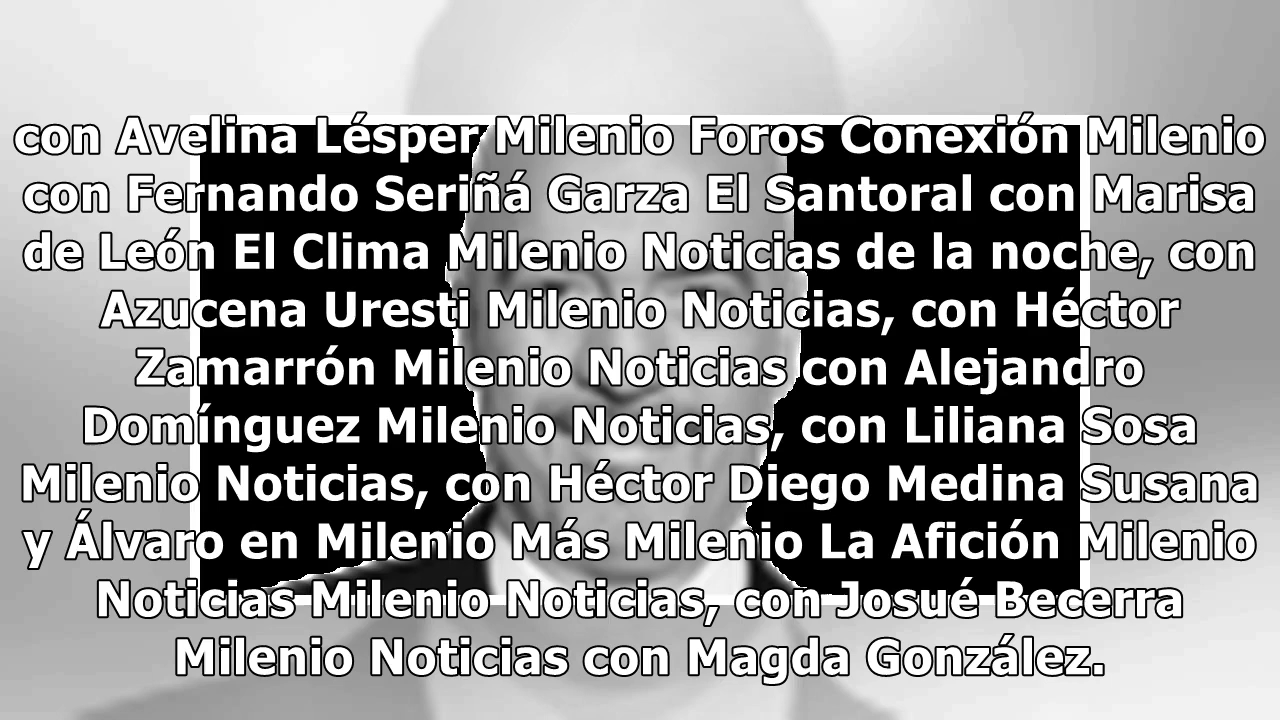 con Avelina Lésper Milenio Foros Conexión Milenio
con Fernando Seriñá Garza El Santoral con Marisa
de León El Clima Milenio Noticias de la noche, con
Azucena Uresti Milenio Noticias, con Héctor
Zamarrón Milenio Noticias con Alejandro
Domínguez Milenio Noticias, con Liliana Sosa
Milenio Noticias, con Héctor Diego Medina Susana
y Álvaro en Milenio Más Milenio La Afición Milenio
Noticias Milenio Noticias, con Josué Becerra
Milenio Noticias con Magda González.